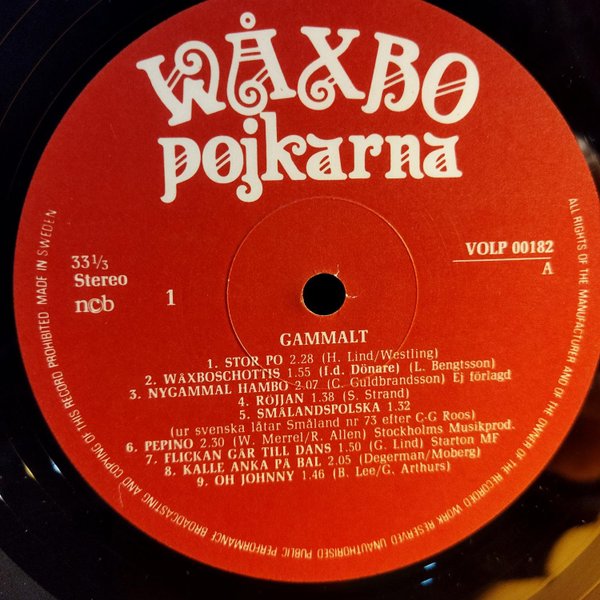 WÅXBO
pojkarna
33 1/3
Stereo
ncb
1
VOLP 00182
A
GAMMALT
1. STOR PO 2.28 (H. Lind/Westling)
2. WÅXBOSCHOTTIS 1.55 (f.d. Dönare) (L. Bengtsson)
3. NYGAMMAL HAMBO 2.07 (C. Guldbrandsson) Ej förlagd
4. ROJJAN 1.38 (S. Strand)
5. SMÅLANDSPOLSKA 1.32
(ur svenska låtar Småland nr 73 efter C-G Roos)
6. PEPINO 2.30 (W. Merrel/R. Allen) Stockholms Musikprod.
7. FLICKAN GÅR TILL DANS 1.50 (G. Lind) Starton MF
8. KALLE ANKA PÅ BAL 2.05 (Degerman/Moberg)
9. OH JOHNNY 1.46 (B. Lee/G. Arthurs)
ALL RIGHTS OF THE MANUFACTURER AND OF THE OWNER OF THE RECORDED WORK RESERVED UNAUTHORISED PUBLIC PERFORMANCE BROADCASTING AND COPYING OF THIS RECORD PROHIBITED MADE IN SWEDEN